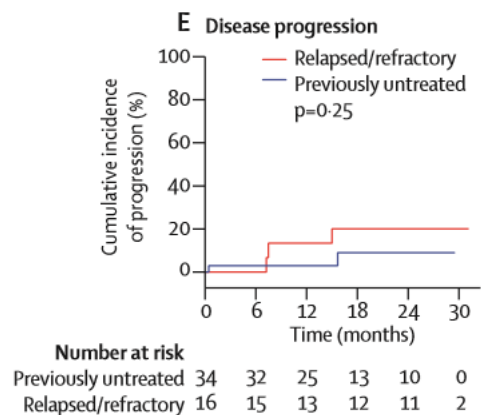 E Disease progression
Relapsed/refractory
Previously untreated
p=0·25
Cumulative incidence
of progression (%)
100
80
60
40
20
0
0 6 12 18 24 30
Time (months)
Number at risk
Previously untreated 34 32 25 13 10 0
Relapsed/refractory 16 15 13 12 11 2